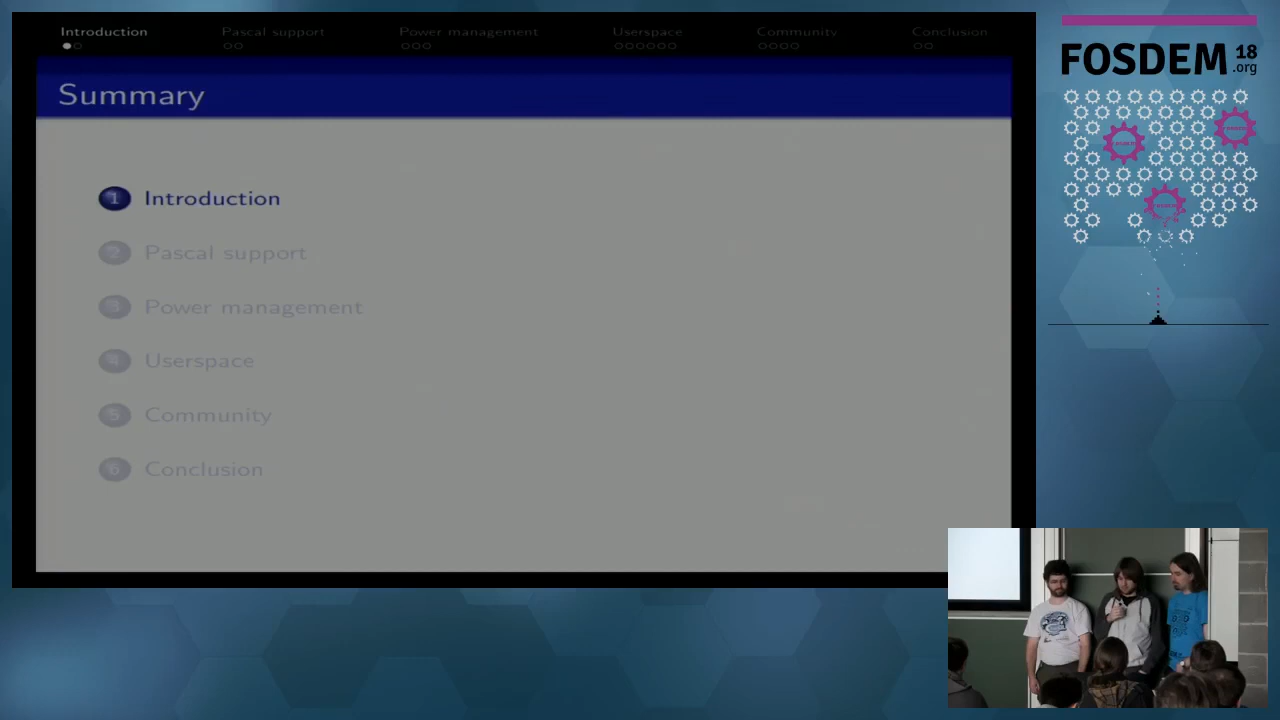 Introduction Pascal support Power management Userspace Community Conclusion
Summary
1 Introduction
2 Pascal support
3 Power management
4 Userspace
5 Community
6 Conclusion
FOSDEM 18
.org